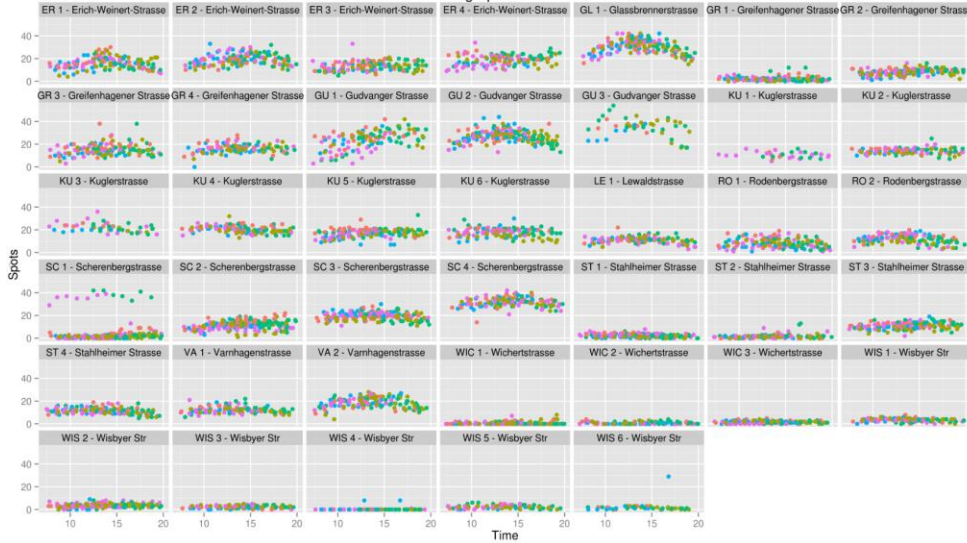 ER 1 - Erich-Weinert-Strasse ER 2 - Erich-Weinert-Strasse ER 3 - Erich-Weinert-Strasse ER 4 - Erich-Weinert-Strasse GL 1 - Glassbrennerstrasse GR 1 - Greifenhagener Strasse GR 2 - Greifenhagener Strasse
40
20
0
GR 3 - Greifenhagener Strasse GR 4 - Greifenhagener Strasse GU 1 - Gudvanger Strasse GU 2 - Gudvanger Strasse GU 3 - Gudvanger Strasse KU 1 - Kuglerstrasse KU 2 - Kuglerstrasse
40
20
0
KU 3 - Kuglerstrasse KU 4 - Kuglerstrasse KU 5 - Kuglerstrasse KU 6 - Kuglerstrasse LE 1 - Lewaldstrasse RO 1 - Rodenbergstrasse RO 2 - Rodenbergstrasse
40
20
0
Spots
SC 1 - Scherenbergstrasse SC 2 - Scherenbergstrasse SC 3 - Scherenbergstrasse SC 4 - Scherenbergstrasse ST 1 - Stahlheimer Strasse ST 2 - Stahlheimer Strasse ST 3 - Stahlheimer Strasse
40
20
0
ST 4 - Stahlheimer Strasse VA 1 - Varnhagenstrasse VA 2 - Varnhagenstrasse WIC 1 - Wichertstrasse WIC 2 - Wichertstrasse WIC 3 - Wichertstrasse WIS 1 - Wisbyer Str
40
20
0
WIS 2 - Wisbyer Str WIS 3 - Wisbyer Str WIS 4 - Wisbyer Str WIS 5 - Wisbyer Str WIS 6 - Wisbyer Str
40
20
0
10 15 20 10 15 20 10 15 20 10 15 20 10 15 20
Time